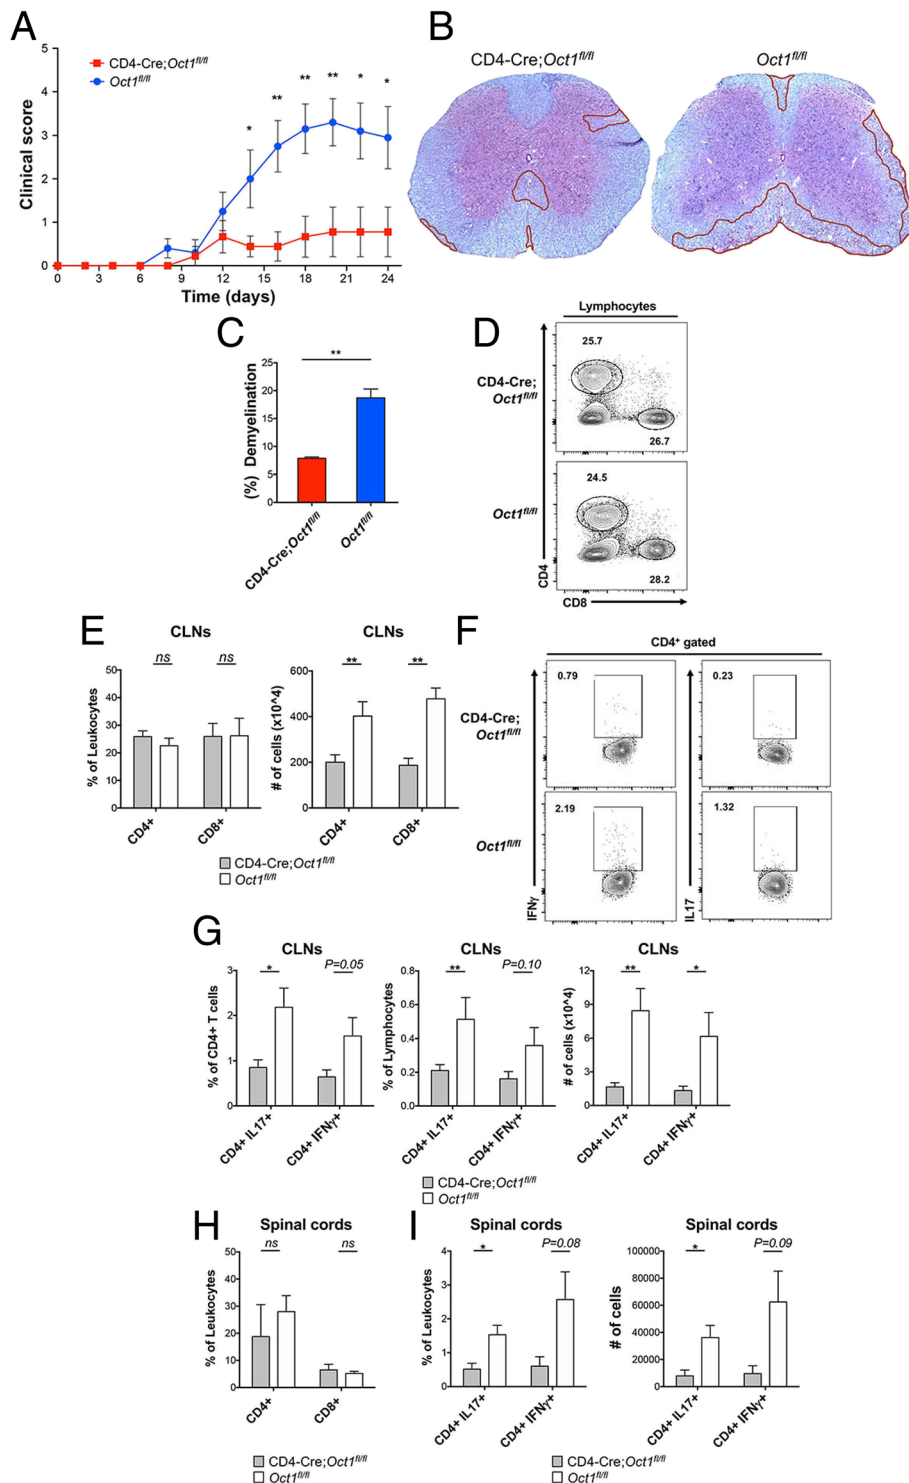 A
5
4
3
2
1
0
Clinical score
CD4-Cre;Oct1fl/fl
Oct1fl/fl
* ** ** ** * *
0 3 6 9 12 15 18 21 24
Time (days)
B
CD4-Cre;Oct1fl/fl
Oct1fl/fl
C
**
25
20
15
10
5
0
(%) Demyelination
CD4-Cre;Oct1fl/fl
Oct1fl/fl
D
Lymphocytes
CD4-Cre;
Oct1fl/fl
25.7
26.7
Oct1fl/fl
24.5
28.2
CD4
CD8
E
CLNs
ns ns
50
40
30
20
10
0
% of Leukocytes
CD4+
CD8+
CLNs
** **
600
400
200
0
# of cells (x10^4)
CD4+
CD8+
CD4-Cre;Oct1fl/fl
Oct1fl/fl
F
CD4+ gated
CD4-Cre;
Oct1fl/fl
0.79
0.23
Oct1fl/fl
2.19
1.32
IFNγ
IL17
G
CLNs
* P=0.05
3
2
1
0
% of CD4+ T cells
CD4+ IL17+
CD4+ IFNγ+
CLNs
** P=0.10
0.8
0.6
0.4
0.2
0.0
% of Lymphocytes
CD4+ IL17+
CD4+ IFNγ+
CLNs
** *
12
9
6
3
0
# of cells (x10^4)
CD4+ IL17+
CD4+ IFNγ+
CD4-Cre;Oct1fl/fl
Oct1fl/fl
H
Spinal cords
ns ns
50
40
30
20
10
0
% of Leukocytes
CD4+
CD8+
CD4-Cre;Oct1fl/fl
Oct1fl/fl
I
Spinal cords
* P=0.08
4
3
2
1
0
% of Leukocytes
CD4+ IL17+
CD4+ IFNγ+
Spinal cords
* P=0.09
100000
80000
60000
40000
20000
0
# of cells
CD4+ IL17+
CD4+ IFNγ+
CD4-Cre;Oct1fl/fl
Oct1fl/fl